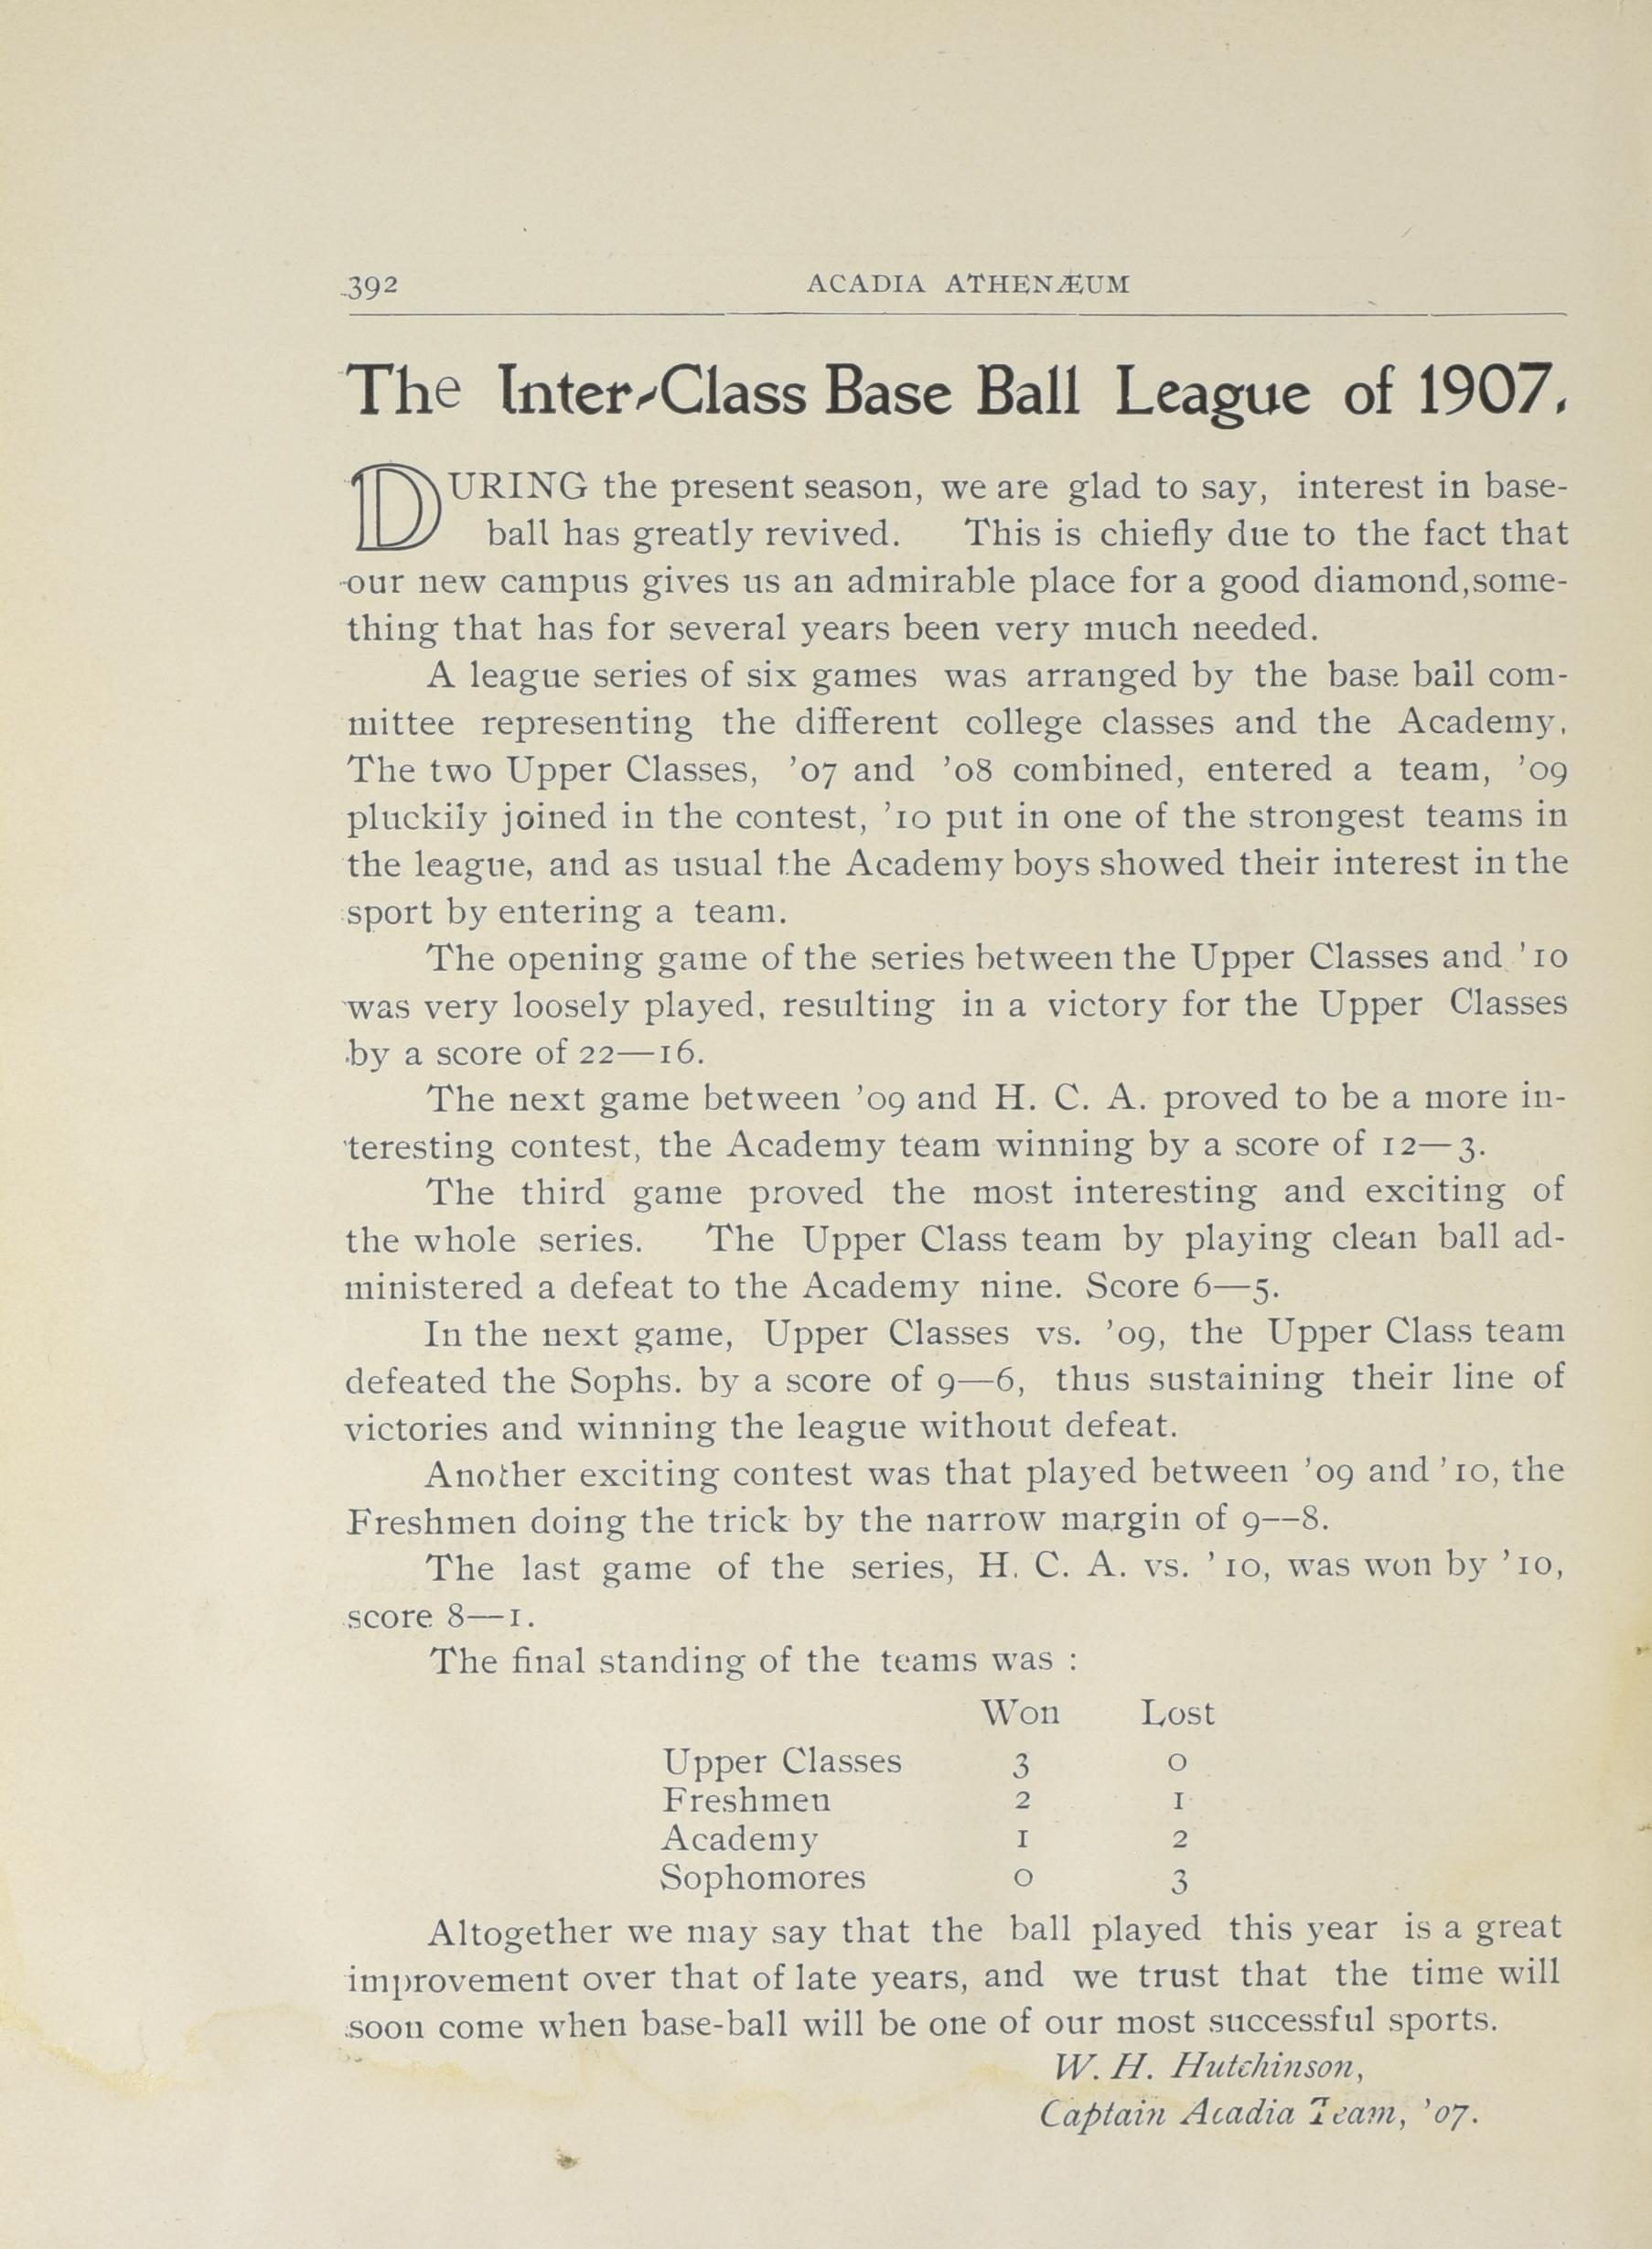 392 ACADIA ATHENÆUM
The Inter-Class Base Ball League of 1907.
DURING the present season, we are glad to say, interest in base-
ball has greatly revived. This is chiefly due to the fact that
our new campus gives us an admirable place for a good diamond, some-
thing that has for several years been very much needed.
A league series of six games was arranged by the base ball com-
mittee representing the different college classes and the Academy.
The two Upper Classes, '07 and '08 combined, entered a team, '09
pluckily joined in the contest, '10 put in one of the strongest teams in
the league, and as usual the Academy boys showed their interest in the
sport by entering a team.
The opening game of the series between the Upper Classes and '10
was very loosely played, resulting in a victory for the Upper Classes
by a score of 22—16.
The next game between '09 and H. C. A. proved to be a more in-
teresting contest, the Academy team winning by a score of 12—3.
The third game proved the most interesting and exciting of
the whole series. The Upper Class team by playing clean ball ad-
ministered a defeat to the Academy nine. Score 6—5.
In the next game, Upper Classes vs. '09, the Upper Class team
defeated the Sophs. by a score of 9—6, thus sustaining their line of
victories and winning the league without defeat.
Another exciting contest was that played between '09 and '10, the
Freshmen doing the trick by the narrow margin of 9—8.
The last game of the series, H. C. A. vs. '10, was won by '10,
score 8—1.
The final standing of the teams was :
Won Lost
Upper Classes 3 0
Freshmen 2 1
Academy 1 2
Sophomores 0 3
Altogether we may say that the ball played this year is a great
improvement over that of late years, and we trust that the time will
soon come when base-ball will be one of our most successful sports.
W. H. Hutchinson,
Captain Acadia Team, '07.